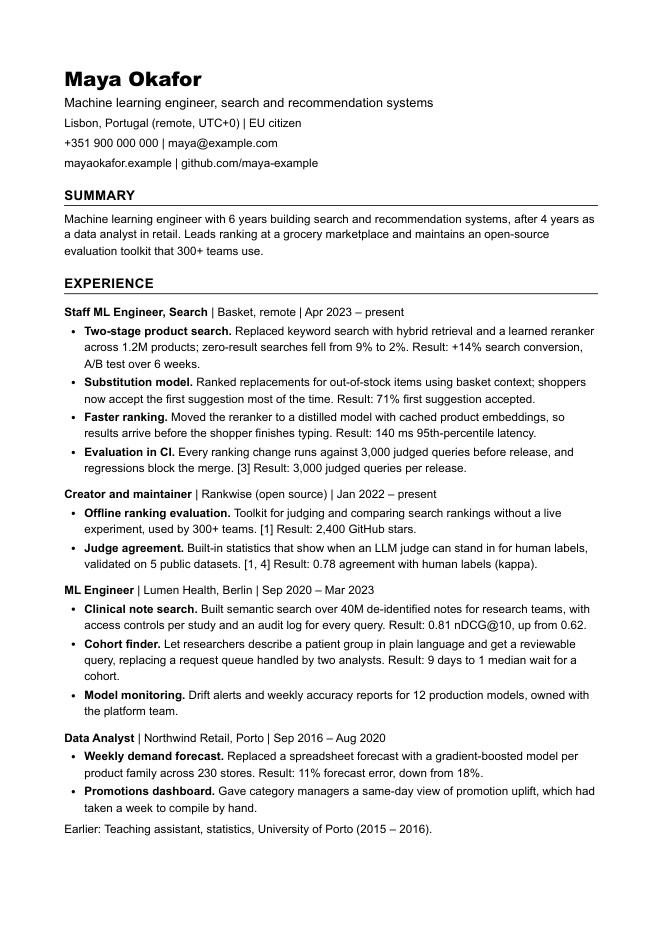 Maya Okafor
Machine learning engineer, search and recommendation systems
Lisbon, Portugal (remote, UTC+0) | EU citizen
+351 900 000 000 | maya@example.com
mayaokafor.example | github.com/maya-example
SUMMARY
Machine learning engineer with 6 years building search and recommendation systems, after 4 years as
a data analyst in retail. Leads ranking at a grocery marketplace and maintains an open-source
evaluation toolkit that 300+ teams use.
EXPERIENCE
Staff ML Engineer, Search | Basket, remote | Apr 2023 – present
• Two-stage product search. Replaced keyword search with hybrid retrieval and a learned reranker
across 1.2M products; zero-result searches fell from 9% to 2%. Result: +14% search conversion,
A/B test over 6 weeks.
• Substitution model. Ranked replacements for out-of-stock items using basket context; shoppers
now accept the first suggestion most of the time. Result: 71% first suggestion accepted.
• Faster ranking. Moved the reranker to a distilled model with cached product embeddings, so
results arrive before the shopper finishes typing. Result: 140 ms 95th-percentile latency.
• Evaluation in CI. Every ranking change runs against 3,000 judged queries before release, and
regressions block the merge. [3] Result: 3,000 judged queries per release.
Creator and maintainer | Rankwise (open source) | Jan 2022 – present
• Offline ranking evaluation. Toolkit for judging and comparing search rankings without a live
experiment, used by 300+ teams. [1] Result: 2,400 GitHub stars.
• Judge agreement. Built-in statistics that show when an LLM judge can stand in for human labels,
validated on 5 public datasets. [1, 4] Result: 0.78 agreement with human labels (kappa).
ML Engineer | Lumen Health, Berlin | Sep 2020 – Mar 2023
• Clinical note search. Built semantic search over 40M de-identified notes for research teams, with
access controls per study and an audit log for every query. Result: 0.81 nDCG@10, up from 0.62.
• Cohort finder. Let researchers describe a patient group in plain language and get a reviewable
query, replacing a request queue handled by two analysts. Result: 9 days to 1 median wait for a
cohort.
• Model monitoring. Drift alerts and weekly accuracy reports for 12 production models, owned with
the platform team.
Data Analyst | Northwind Retail, Porto | Sep 2016 – Aug 2020
• Weekly demand forecast. Replaced a spreadsheet forecast with a gradient-boosted model per
product family across 230 stores. Result: 11% forecast error, down from 18%.
• Promotions dashboard. Gave category managers a same-day view of promotion uplift, which had
taken a week to compile by hand.
Earlier: Teaching assistant, statistics, University of Porto (2015 – 2016).